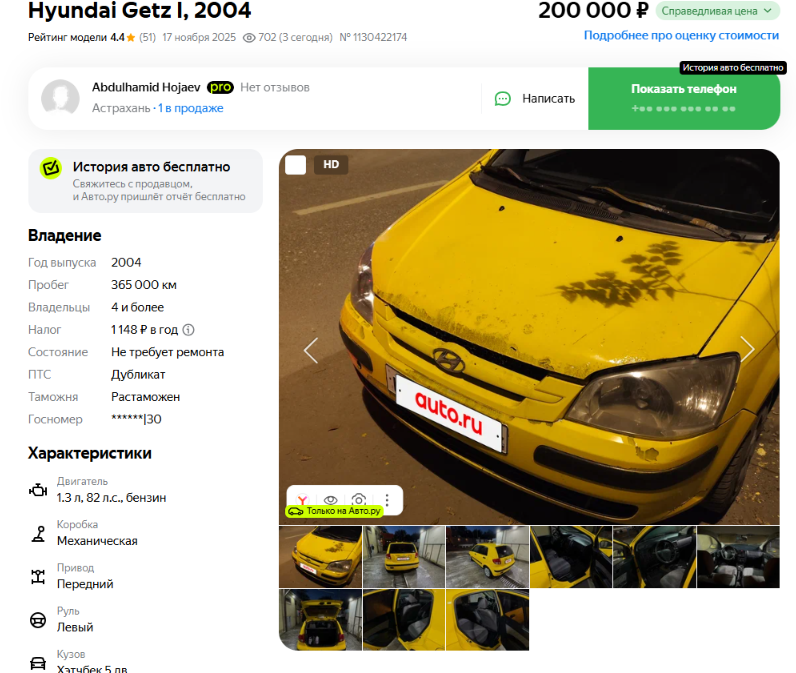 Hyundai Getz I, 2004
200 000 ₽ Справедливая цена
Рейтинг модели 4.4 (51) 17 ноября 2025 702 (3 сегодня) № 1130422174
Подробнее про оценку стоимости
История авто бесплатно
Abdulhamid Hojaev pro Нет отзывов
Астрахань · 1 в продаже
Написать
Показать телефон
+●● ●●● ●●● ●● ●●
История авто бесплатно
Свяжитесь с продавцом,
и Авто.ру пришлёт отчёт бесплатно
HD
Владение
Год выпуска 2004
Пробег 365 000 км
Владельцы 4 и более
Налог 1 148 ₽ в год
Состояние Не требует ремонта
ПТС Дубликат
Таможня Растаможен
Госномер ******|30
auto.ru
Характеристики
Двигатель
1.3 л, 82 л.с., бензин
Коробка
Механическая
Привод
Передний
Руль
Левый
Кузов
Хэтчбек 5 дв.
Y
Только на Авто.ру